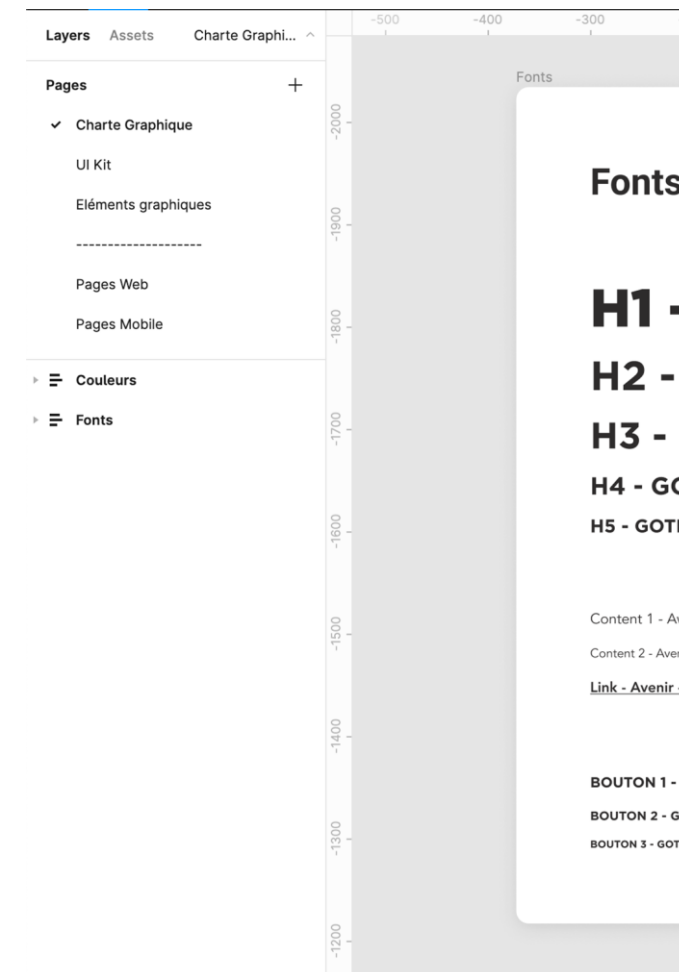 Layers Assets Charte Graphi...
Pages
Charte Graphique
UI Kit
Eléments graphiques
--------------------
Pages Web
Pages Mobile
Couleurs
Fonts
-500 -400 -300
-2000
-1900
-1800
-1700
-1600
-1500
-1400
-1300
-1200
Fonts
Fonts
H1 -
H2 -
H3 -
H4 - GO
H5 - GOTH
Content 1 - Av
Content 2 - Aven
Link - Avenir -
BOUTON 1 -
BOUTON 2 - G
BOUTON 3 - GOT